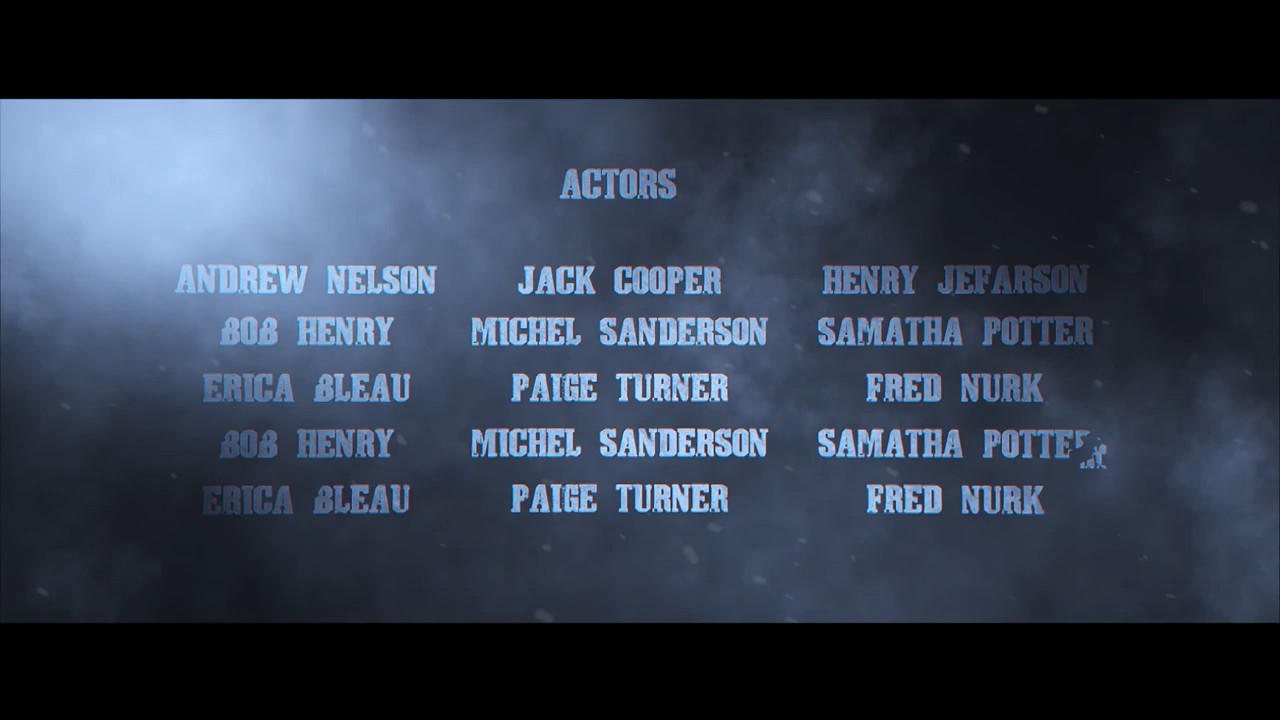 ACTORS
ANDREW NELSON JACK COOPER HENRY JEFARSON
BOB HENRY MICHEL SANDERSON SAMATHA POTTER
ERICA BLEAU PAIGE TURNER FRED NURK
BOB HENRY MICHEL SANDERSON SAMATHA POTTER
ERICA BLEAU PAIGE TURNER FRED NURK